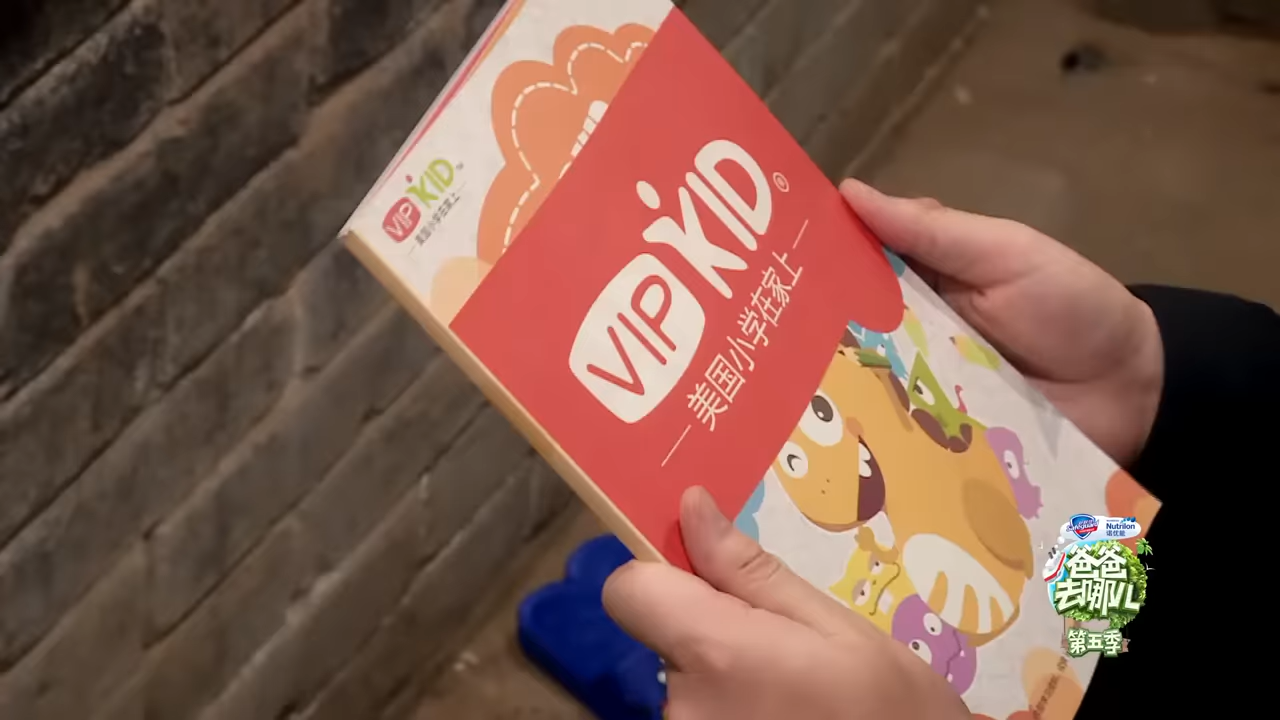 VIPKID
美国小学在家上
VIPKID®
— 美国小学在家上 —
Safeguard
Nutrilon
诺优能
爸爸
去哪儿
第五季